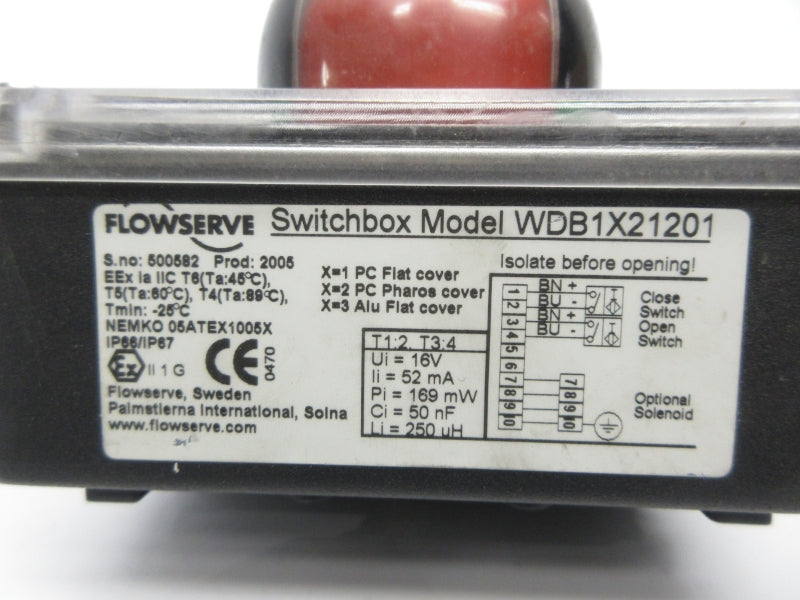 FLOWSERVE Switchbox Model WDB1X21201
S.no: 500582 Prod: 2005
EEx ia IIC T6(Ta:45°C),
T5(Ta:60°C), T4(Ta:89°C),
Tmin: -25°C
NEMKO 05ATEX1005X
IP66/IP67
Ex II 1 G CE 0470
Flowserve, Sweden
Palmstierna International, Solna
www.flowserve.com
X=1 PC Flat cover
X=2 PC Pharos cover
X=3 Alu Flat cover
T1:2, T3:4
Ui = 16V
Ii = 52 mA
Pi = 169 mW
Ci = 50 nF
Li = 250 uH
Isolate before opening!
1 BN +
2 BU -
3 BN +
4 BU -
5
6
7 7
8 8
9 9
10 10
Close
Switch
Open
Switch
Optional
Solenoid